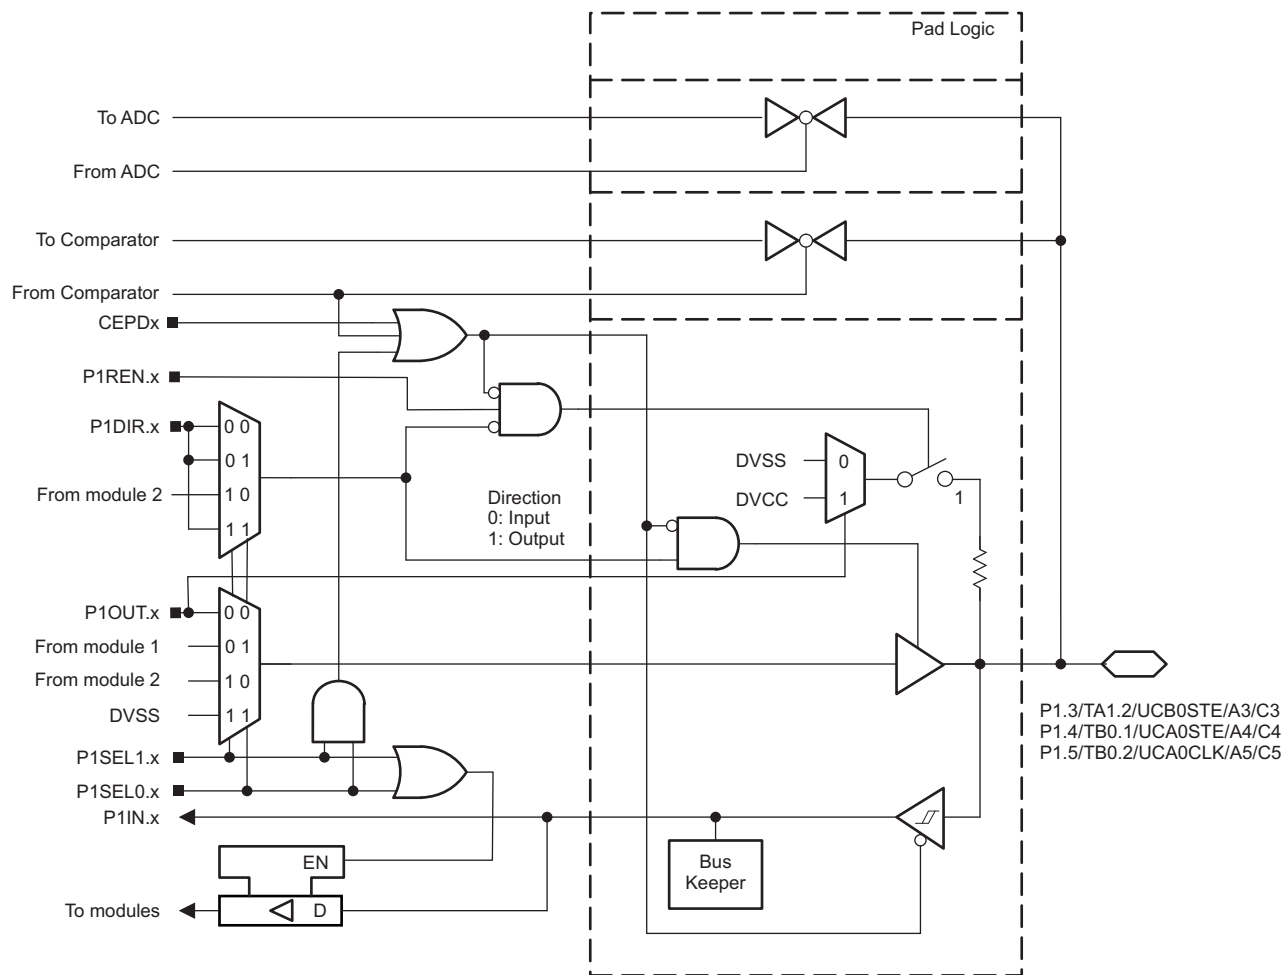 Pad Logic
To ADC
From ADC
To Comparator
From Comparator
CEPDx
P1REN.x
P1DIR.x
0 0
0 1
From module 2
1 0
1 1
Direction
0: Input
1: Output
DVSS
0
DVCC
1
1
P1OUT.x
0 0
From module 1
0 1
From module 2
1 0
DVSS
1 1
P1.3/TA1.2/UCB0STE/A3/C3
P1.4/TB0.1/UCA0STE/A4/C4
P1.5/TB0.2/UCA0CLK/A5/C5
P1SEL1.x
P1SEL0.x
P1IN.x
Bus
Keeper
EN
To modules
D